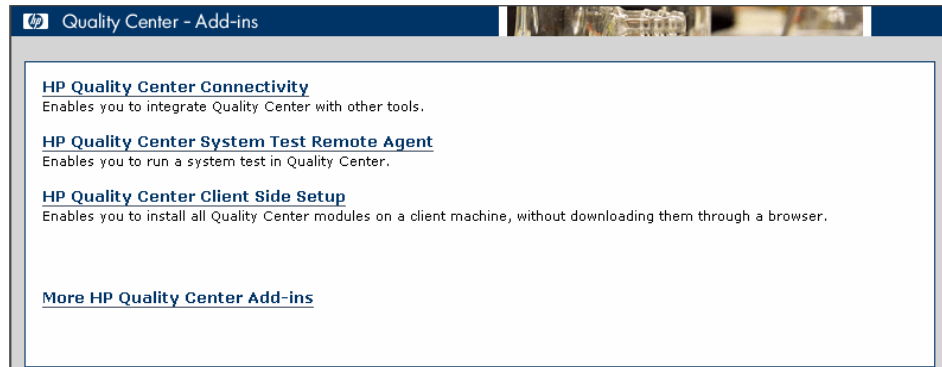 hp Quality Center - Add-ins
HP Quality Center Connectivity
Enables you to integrate Quality Center with other tools.
HP Quality Center System Test Remote Agent
Enables you to run a system test in Quality Center.
HP Quality Center Client Side Setup
Enables you to install all Quality Center modules on a client machine, without downloading them through a browser.
More HP Quality Center Add-ins